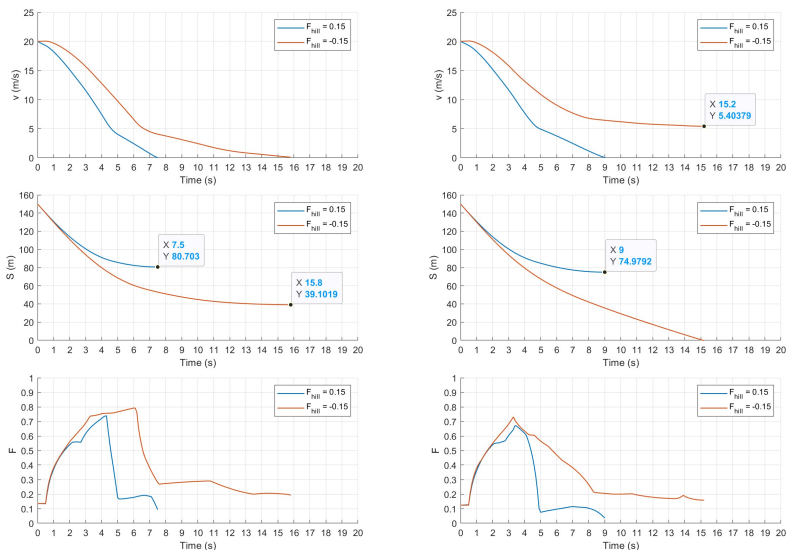 25
20
15
10
5
0
v (m/s)
F_hill = 0.15
F_hill = -0.15
0 1 2 3 4 5 6 7 8 9 10 11 12 13 14 15 16 17 18 19 20
Time (s)
25
20
15
10
5
0
v (m/s)
F_hill = 0.15
F_hill = -0.15
X 15.2
Y 5.40379
0 1 2 3 4 5 6 7 8 9 10 11 12 13 14 15 16 17 18 19 20
Time (s)
160
140
120
100
80
60
40
20
0
S (m)
F_hill = 0.15
F_hill = -0.15
X 7.5
Y 80.703
X 15.8
Y 39.1019
0 1 2 3 4 5 6 7 8 9 10 11 12 13 14 15 16 17 18 19 20
Time (s)
160
140
120
100
80
60
40
20
0
S (m)
F_hill = 0.15
F_hill = -0.15
X 9
Y 74.9792
0 1 2 3 4 5 6 7 8 9 10 11 12 13 14 15 16 17 18 19 20
Time (s)
1
0.9
0.8
0.7
0.6
0.5
0.4
0.3
0.2
0.1
0
F
F_hill = 0.15
F_hill = -0.15
0 1 2 3 4 5 6 7 8 9 10 11 12 13 14 15 16 17 18 19 20
Time (s)
1
0.9
0.8
0.7
0.6
0.5
0.4
0.3
0.2
0.1
0
F
F_hill = 0.15
F_hill = -0.15
0 1 2 3 4 5 6 7 8 9 10 11 12 13 14 15 16 17 18 19 20
Time (s)